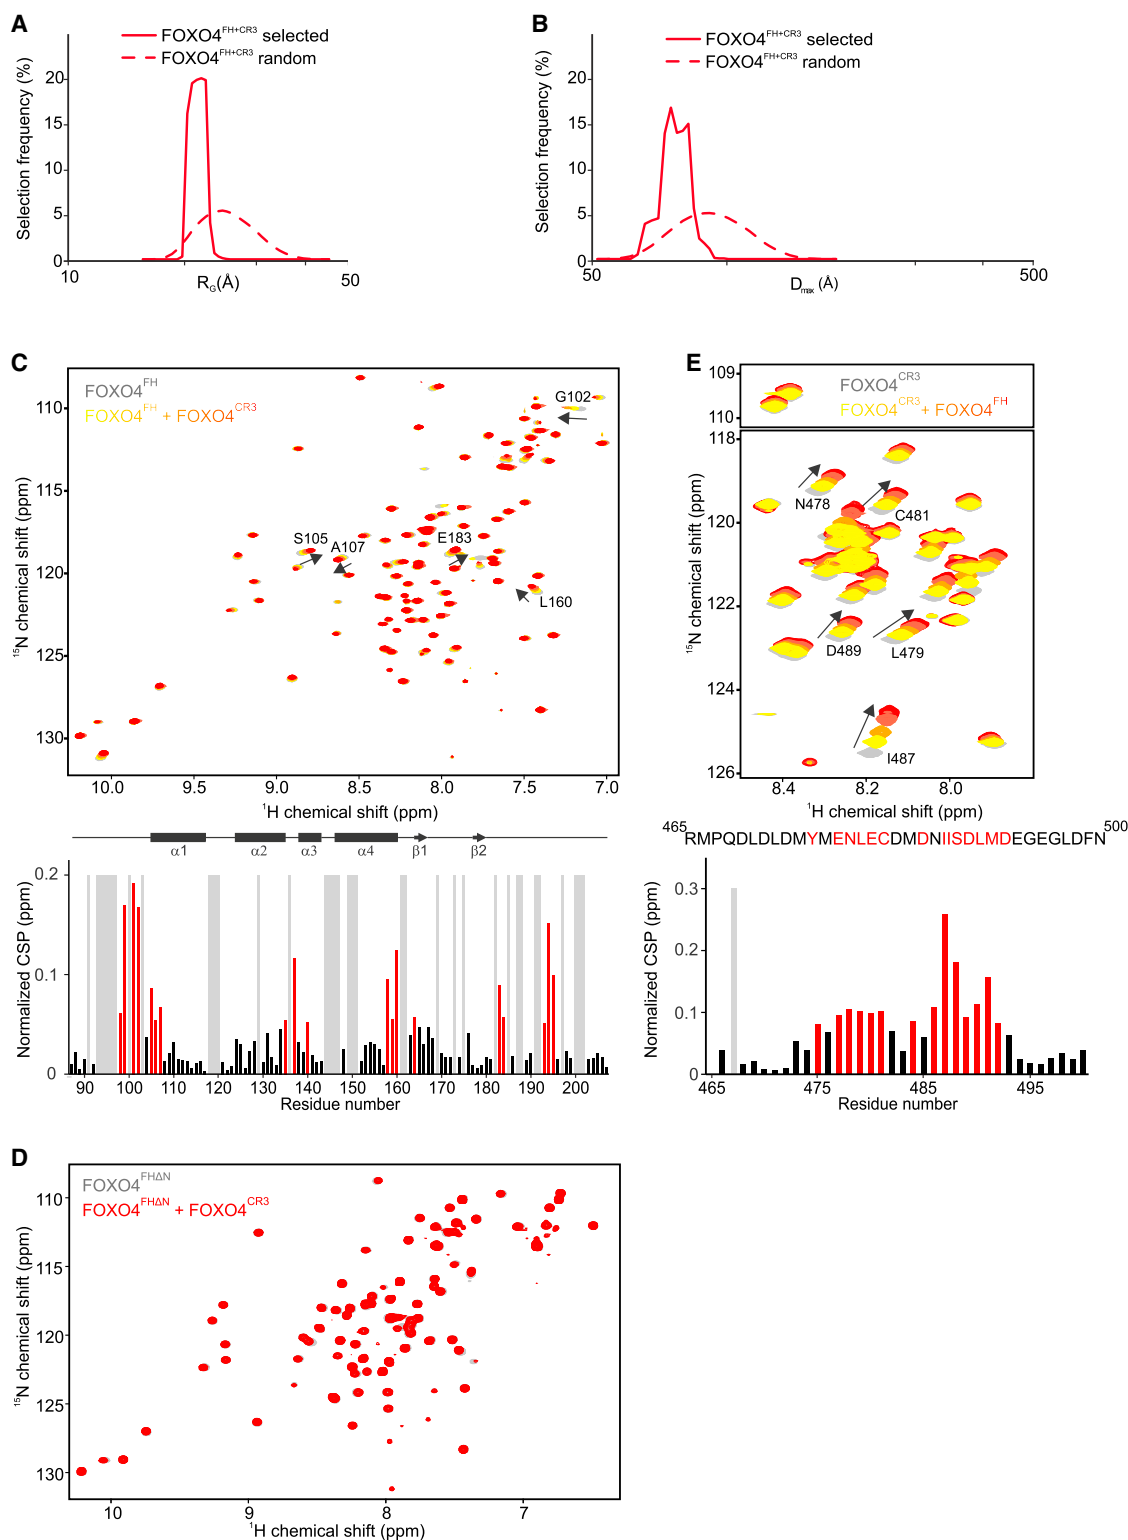 A
FOXO4FH+CR3 selected
FOXO4FH+CR3 random
Selection frequency (%)
20
15
10
5
0
10
50
RG(Å)
B
FOXO4FH+CR3 selected
FOXO4FH+CR3 random
Selection frequency (%)
20
15
10
5
0
50
500
Dmax (Å)
C
FOXO4FH
FOXO4FH + FOXO4CR3
G102
S105
A107
E183
L160
15N chemical shift (ppm)
110
115
120
125
130
10.0
9.5
9.0
8.5
8.0
7.5
7.0
1H chemical shift (ppm)
α1
α2
α3
α4
β1
β2
Normalized CSP (ppm)
0.2
0.1
0
90
100
110
120
130
140
150
160
170
180
190
200
Residue number
E
FOXO4CR3
FOXO4CR3 + FOXO4FH
109
110
118
120
122
124
126
15N chemical shift (ppm)
N478
C481
D489
L479
I487
8.4
8.2
8.0
1H chemical shift (ppm)
465RMPQDLDLDMYMENLECDMDNIISDLMDEGEGLDFN500
Normalized CSP (ppm)
0.3
0.2
0.1
0
465
475
485
495
Residue number
D
FOXO4FHΔN
FOXO4FHΔN + FOXO4CR3
15N chemical shift (ppm)
110
115
120
125
130
10
9
8
7
1H chemical shift (ppm)